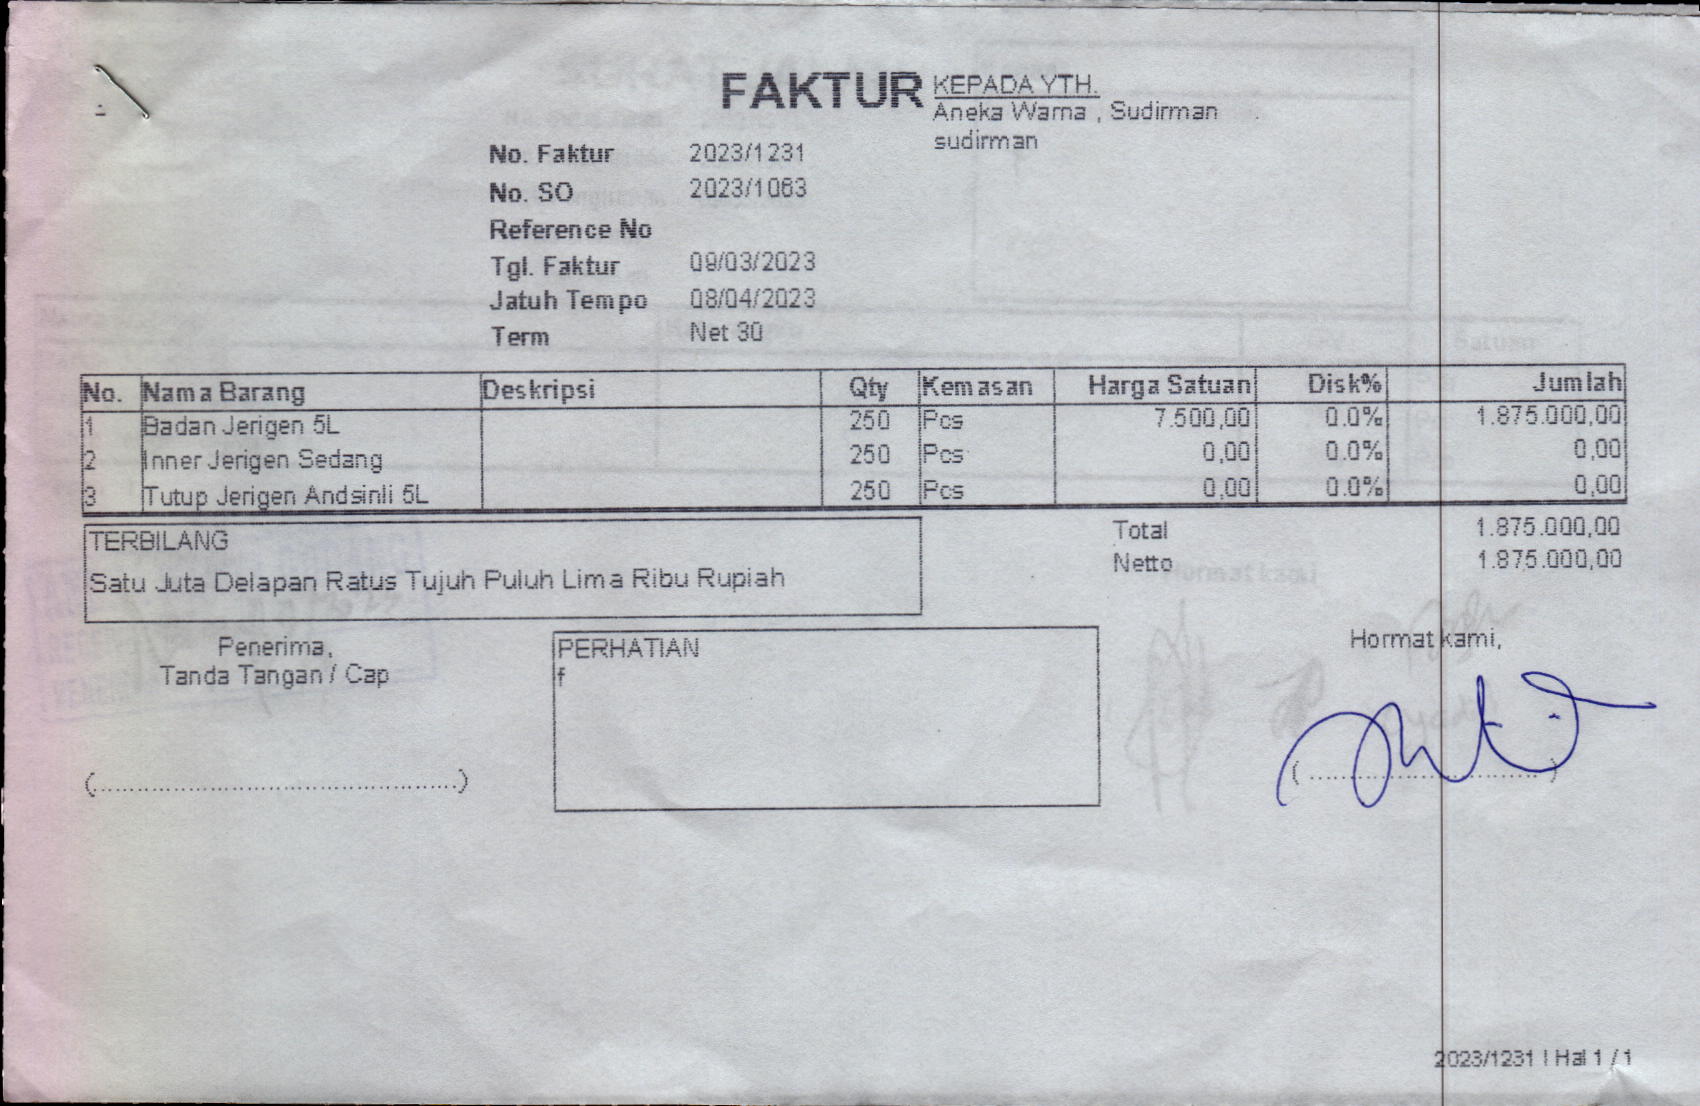 FAKTUR
KEPADA YTH.
Aneka Warna , Sudirman
sudirman
No. Faktur 2023/1231
No. SO 2023/1063
Reference No
Tgl. Faktur 09/03/2023
Jatuh Tempo 08/04/2023
Term Net 30
No. Nama Barang Deskripsi Qty Kemasan Harga Satuan Disk% Jumlah
1 Badan Jerigen 5L 250 Pcs 7.500,00 0.0% 1.875.000,00
2 Inner Jerigen Sedang 250 Pcs 0,00 0.0% 0,00
3 Tutup Jerigen Andsinli 5L 250 Pcs 0,00 0.0% 0,00
Total 1.875.000,00
Netto 1.875.000,00
TERBILANG
Satu Juta Delapan Ratus Tujuh Puluh Lima Ribu Rupiah
Penerima,
Tanda Tangan / Cap
(................................................)
PERHATIAN
f
Hormat kami,
(..............................)
2023/1231 | Hal 1 / 1